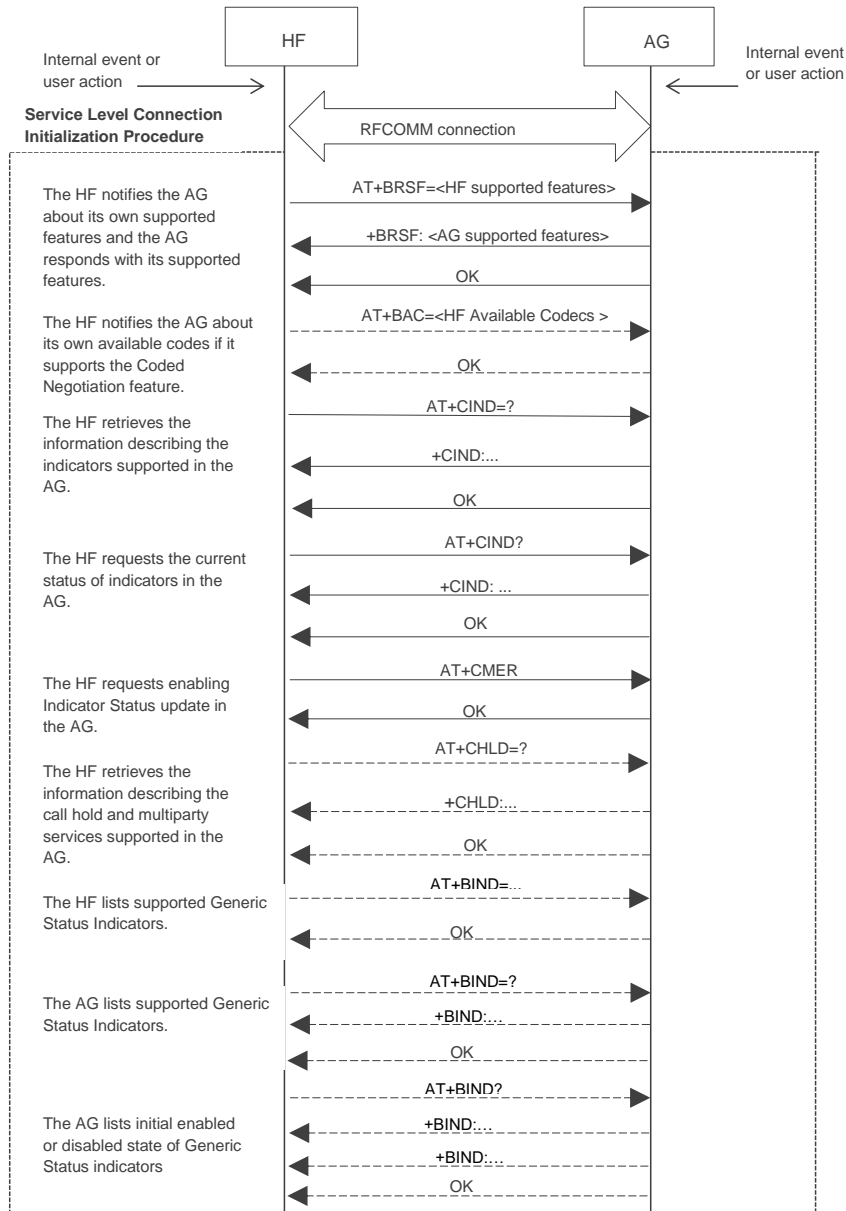 HF
AG
Internal event or
user action
Internal event
or user action
Service Level Connection
Initialization Procedure
RFCOMM connection
The HF notifies the AG
about its own supported
features and the AG
responds with its supported
features.
AT+BRSF=<HF supported features>
+BRSF: <AG supported features>
OK
The HF notifies the AG about
its own available codes if it
supports the Coded
Negotiation feature.
AT+BAC=<HF Available Codecs >
OK
The HF retrieves the
information describing the
indicators supported in the
AG.
AT+CIND=?
+CIND:...
OK
The HF requests the current
status of indicators in the
AG.
AT+CIND?
+CIND: ...
OK
The HF requests enabling
Indicator Status update in
the AG.
AT+CMER
OK
The HF retrieves the
information describing the
call hold and multiparty
services supported in the
AG.
AT+CHLD=?
+CHLD:...
OK
The HF lists supported Generic
Status Indicators.
AT+BIND=...
OK
The AG lists supported Generic
Status Indicators.
AT+BIND=?
+BIND:…
OK
The AG lists initial enabled
or disabled state of Generic
Status indicators
AT+BIND?
+BIND:…
+BIND:…
OK